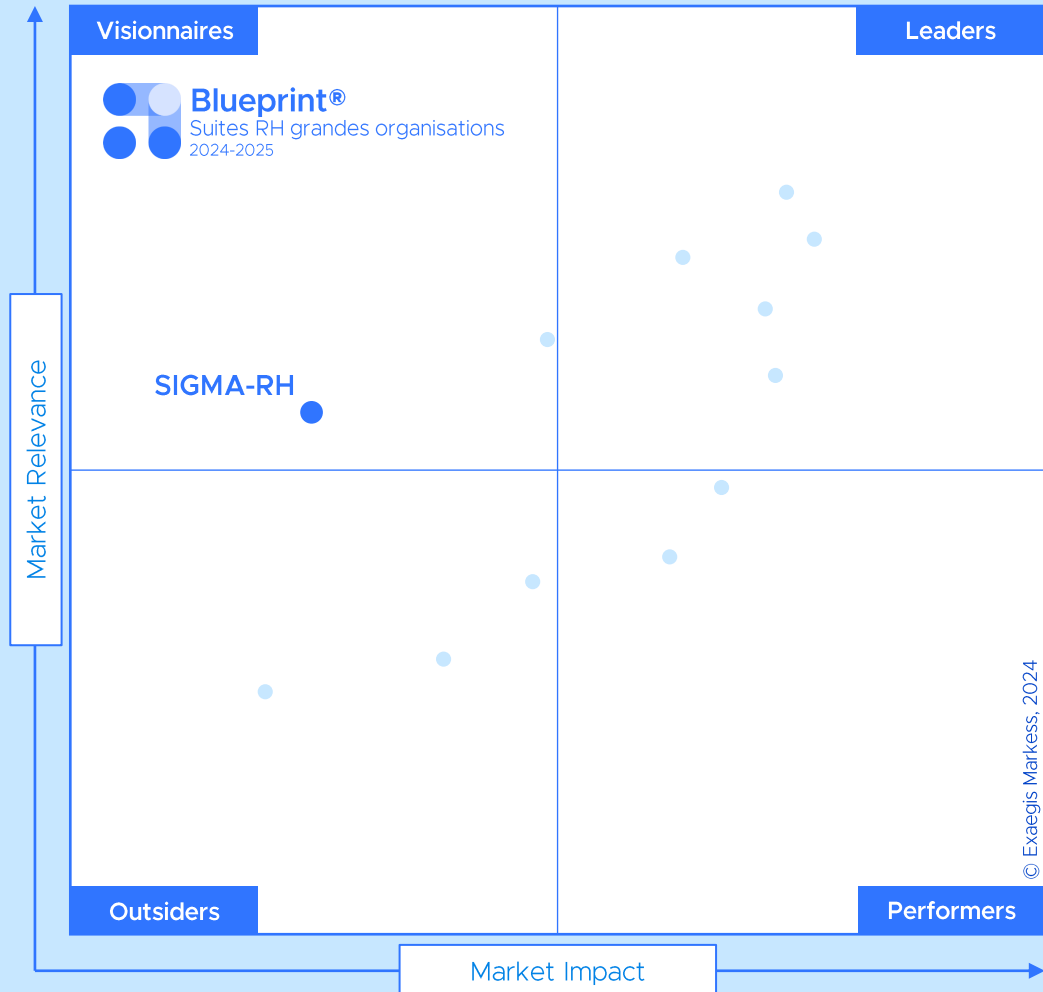 Visionnaires
Leaders
Blueprint®
Suites RH grandes organisations
2024-2025
SIGMA-RH
Market Relevance
© Exaegis Markess, 2024
Outsiders
Performers
Market Impact